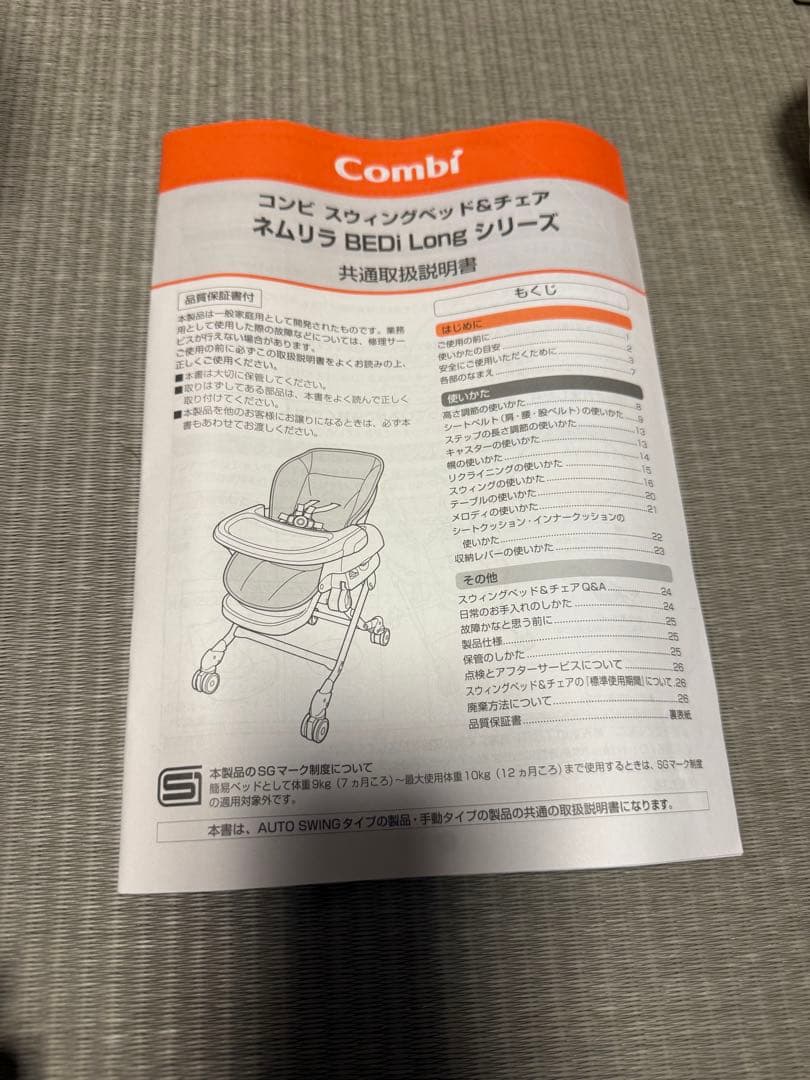 Combi
コンビ スウィングベッド&チェア
ネムリラ BEDi Long シリーズ
共通取扱説明書
品質保証書付
本製品は一般家庭用として開発されたものです。業務
用として使用した際の故障などについては、修理サー
ビスが行えない場合があります。
ご使用の前に必ずこの取扱説明書をよくお読みの上、
正しくご使用ください。
■本書は大切に保管してください。
■取りはずしてある部品は、本書をよく読んで正しく
取り付けてください。
■本製品を他のお客様にお譲りになるときは、必ず本
書もあわせてお渡しください。
もくじ
はじめに
ご使用の前に 1
使いかたの目安 2
安全にご使用いただくために 3
各部のなまえ 7
使いかた
高さ調節の使いかた 8
シートベルト(肩・腰・股ベルト)の使いかた 9
ステップの長さ調節の使いかた 13
キャスターの使いかた 13
幌の使いかた 14
リクライニングの使いかた 15
スウィングの使いかた 16
テーブルの使いかた 20
メロディの使いかた 21
シートクッション・インナークッションの
使いかた 22
収納レバーの使いかた 23
その他
スウィングベッド&チェアQ&A 24
日常のお手入れのしかた 24
故障かなと思う前に 25
製品仕様 25
保管のしかた 25
点検とアフターサービスについて 26
スウィングベッド&チェアの「標準使用期間」について 26
廃棄方法について 26
品質保証書 裏表紙
本製品のSGマーク制度について
簡易ベッドとして体重9kg(7ヵ月ころ)〜最大使用体重10kg(12ヵ月ころ)まで使用するときは、SGマーク制度
の適用対象外です。
本書は、AUTO SWINGタイプの製品・手動タイプの製品の共通の取扱説明書になります。